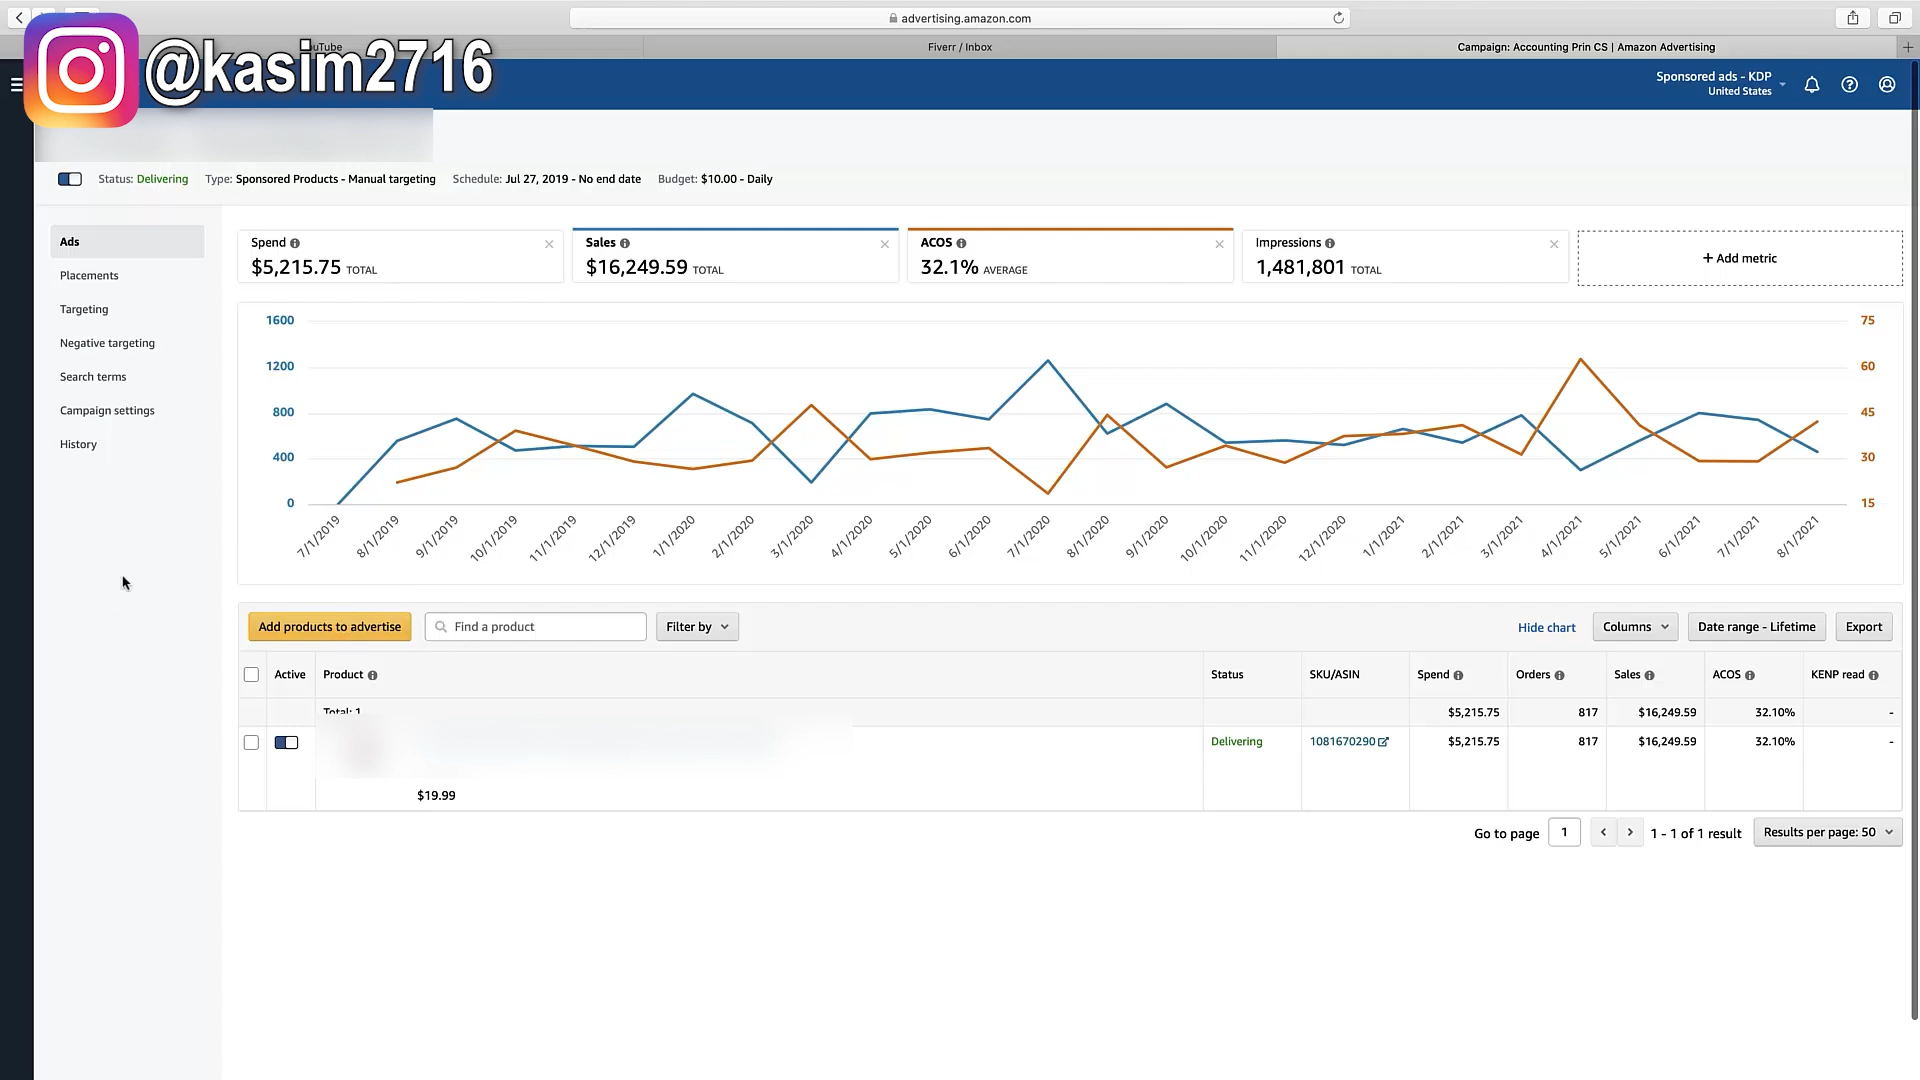 advertising.amazon.com
Fiverr / Inbox
Campaign: Accounting Prin CS | Amazon Advertising
@kasim2716
Sponsored ads - KDP
United States
Status: Delivering
Type: Sponsored Products - Manual targeting
Schedule: Jul 27, 2019 - No end date
Budget: $10.00 - Daily
Ads
Placements
Targeting
Negative targeting
Search terms
Campaign settings
History
Spend
$5,215.75 TOTAL
Sales
$16,249.59 TOTAL
ACOS
32.1% AVERAGE
Impressions
1,481,801 TOTAL
+ Add metric
1600
1200
800
400
0
75
60
45
30
15
7/1/2019
8/1/2019
9/1/2019
10/1/2019
11/1/2019
12/1/2019
1/1/2020
2/1/2020
3/1/2020
4/1/2020
5/1/2020
6/1/2020
7/1/2020
8/1/2020
9/1/2020
10/1/2020
11/1/2020
12/1/2020
1/1/2021
2/1/2021
3/1/2021
4/1/2021
5/1/2021
6/1/2021
7/1/2021
8/1/2021
Add products to advertise
Find a product
Filter by
Hide chart
Columns
Date range - Lifetime
Export
Active Product Status SKU/ASIN Spend Orders Sales ACOS KENP read
Total: 1 $5,215.75 817 $16,249.59 32.10% -
Delivering 1081670290 $5,215.75 817 $16,249.59 32.10% -
$19.99
Go to page 1
1 - 1 of 1 result
Results per page: 50